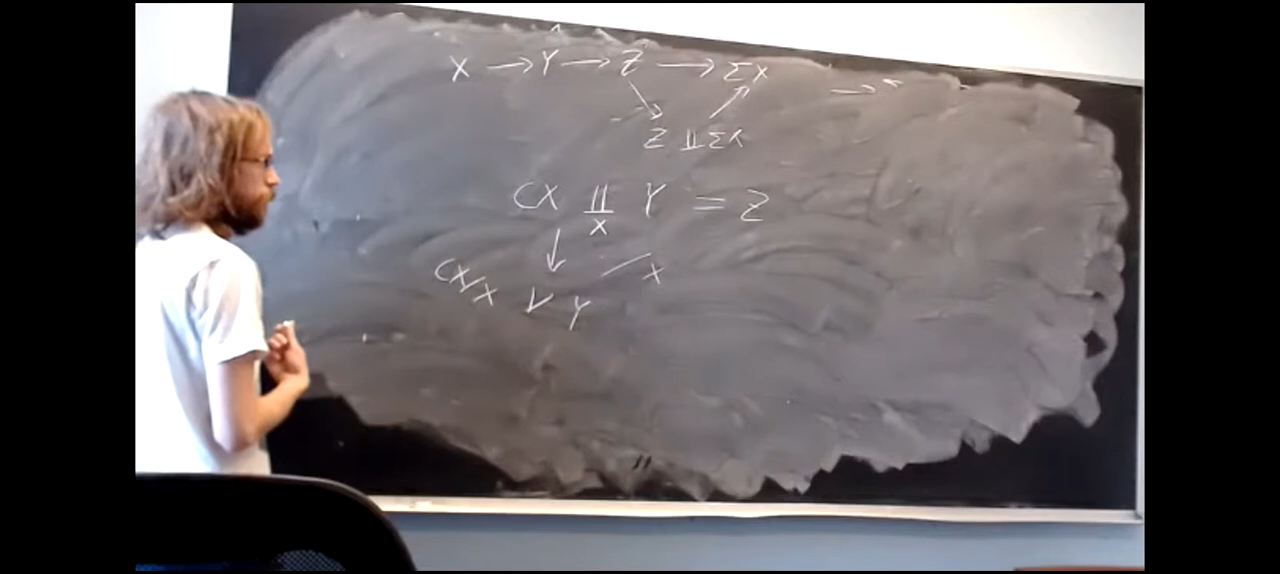 X → Y → Z → ΣX
Z ⨿ ΣX
CX ⨿ Y = Z
X
CX/X ∨ Y /X